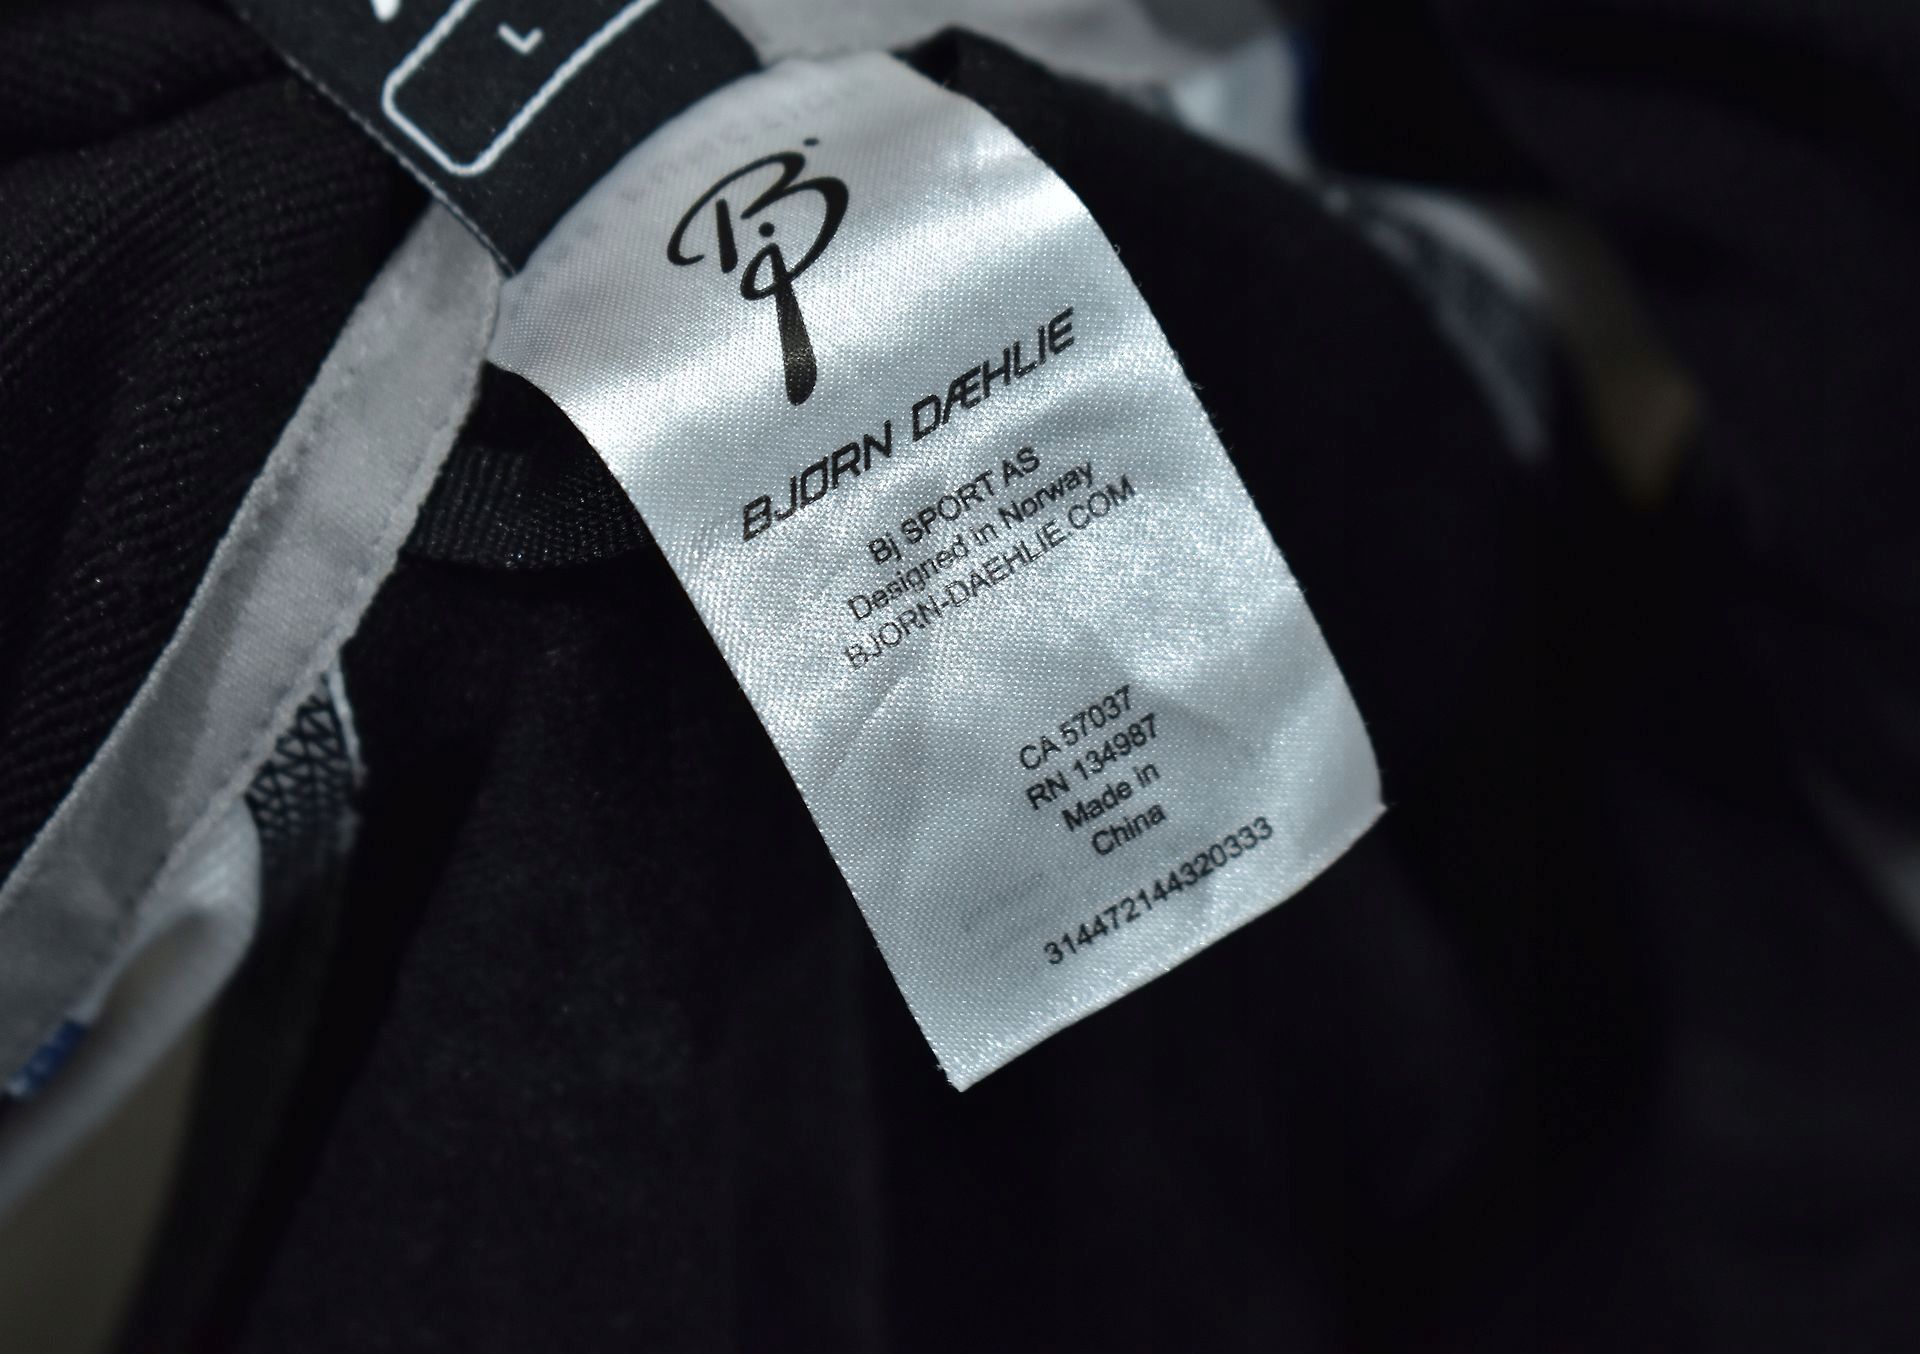 L
Bj
BJØRN DÆHLIE
Bj SPORT AS
Designed in Norway
BJORN-DAEHLIE.COM
CA 57037
RN 134987
Made in
China
314472144320333